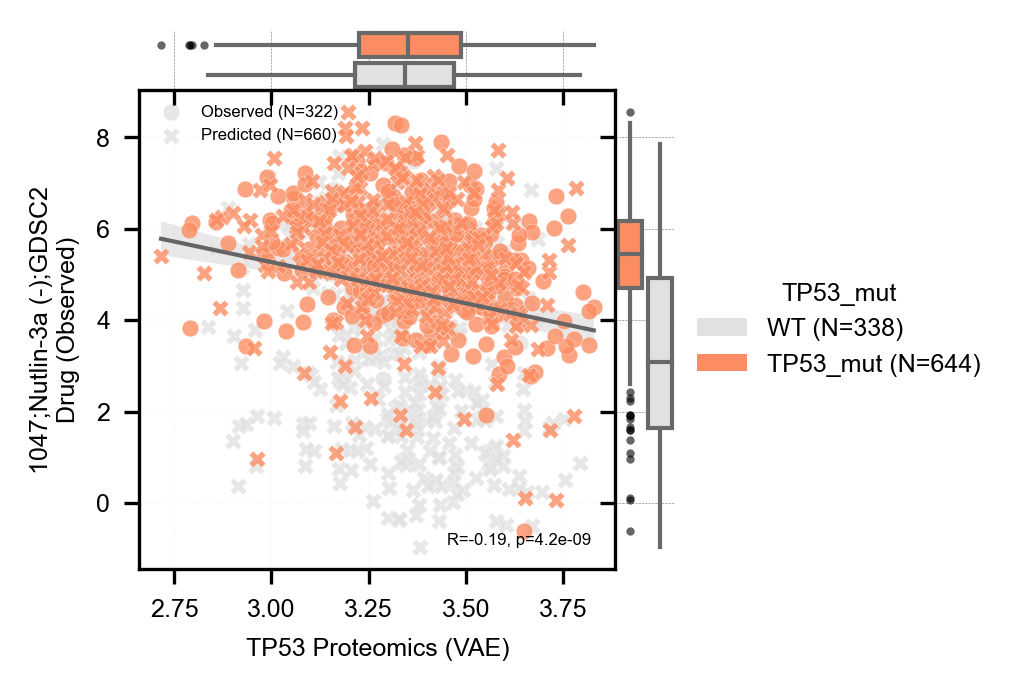 Observed (N=322)
Predicted (N=660)
8
6
4
2
0
1047;Nutlin-3a (-);GDSC2
Drug (Observed)
R=-0.19, p=4.2e-09
2.75 3.00 3.25 3.50 3.75
TP53 Proteomics (VAE)
TP53_mut
WT (N=338)
TP53_mut (N=644)